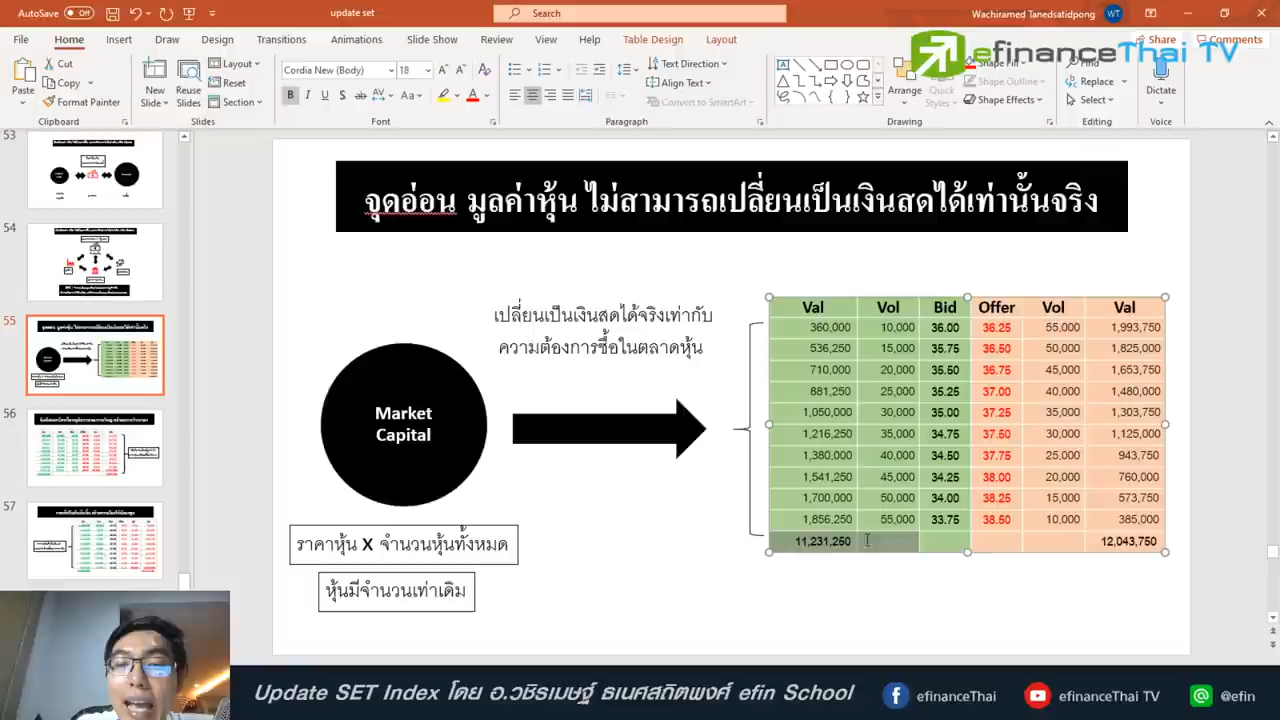 AutoSave Off
update set
Search
Wachiramed Tanedsatidpong WT
File Home Insert Draw Design Transitions Animations Slide Show Review View Help Table Design Layout
Share Comments
efinanceThai TV
Paste Cut Copy Format Painter
New Slide Reuse Slides Layout Reset Section
Cordia New (Body) 18
Text Direction Align Text Convert to SmartArt
Arrange Quick Styles Shape Fill Shape Outline Shape Effects
Find Replace Select
Dictate
Clipboard Slides Font Paragraph Drawing Editing Voice
53
54
55
56
57
จุดอ่อน มูลค่าหุ้น ไม่สามารถเปลี่ยนเป็นเงินสดได้เท่านั้นจริง
เปลี่ยนเป็นเงินสดได้จริงเท่ากับ
ความต้องการซื้อในตลาดหุ้น
Market
Capital
ราคาหุ้น X จำนวนหุ้นทั้งหมด
หุ้นมีจำนวนเท่าเดิม
Val Vol Bid Offer Vol Val
360,000 10,000 36.00 36.25 55,000 1,993,750
536,250 15,000 35.75 36.50 50,000 1,825,000
710,000 20,000 35.50 36.75 45,000 1,653,750
881,250 25,000 35.25 37.00 40,000 1,480,000
1,050,000 30,000 35.00 37.25 35,000 1,303,750
1,216,250 35,000 34.75 37.50 30,000 1,125,000
1,380,000 40,000 34.50 37.75 25,000 943,750
1,541,250 45,000 34.25 38.00 20,000 760,000
1,700,000 50,000 34.00 38.25 15,000 573,750
1,856,250 55,000 33.75 38.50 10,000 385,000
11,231,250 12,043,750
Update SET Index โดย อ.วชิรเมษฐ์ ธเนศสถิตพงศ์ efin School
efinanceThai
efinanceThai TV
@efin